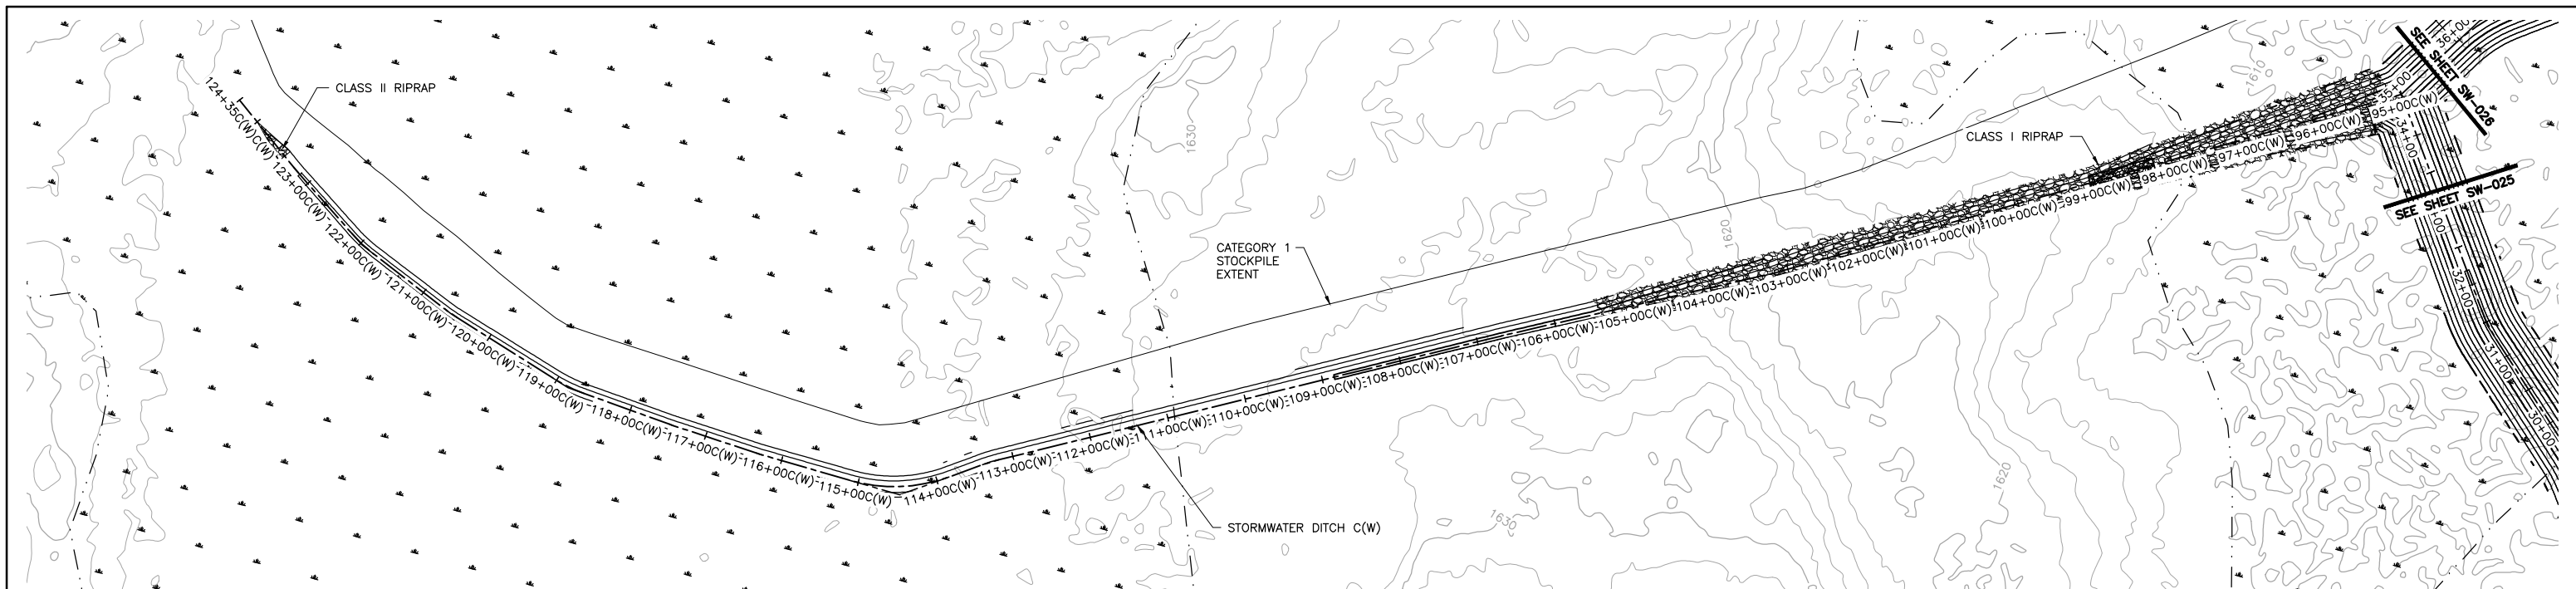 124+35C(W)
C(W)
123+00C(W)
122+00C(W)
121+00C(W)
120+00C(W)
119+00C(W)
118+00C(W)
117+00C(W)
116+00C(W)
115+00C(W)
114+00C(W)
113+00C(W)
112+00C(W)
111+00C(W)
110+00C(W)
109+00C(W)
108+00C(W)
107+00C(W)
106+00C(W)
105+00C(W)
104+00C(W)
103+00C(W)
102+00C(W)
101+00C(W)
100+00C(W)
99+00C(W)
98+00C(W)
97+00C(W)
96+00C(W)
95+00C(W)
CLASS II RIPRAP
CATEGORY 1
STOCKPILE
EXTENT
STORMWATER DITCH C(W)
CLASS I RIPRAP
1630
1630
1620
1620
1610
SEE SHEET SW-026
SEE SHEET SW-025
36+00
35+00
34+00
+00
32+00
31+00
30+00